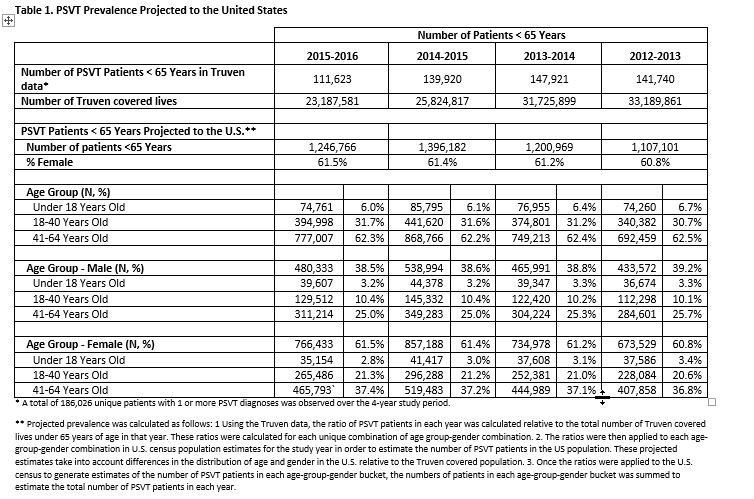 Table 1. PSVT Prevalence Projected to the United States
Number of Patients < 65 Years
2015-2016 2014-2015 2013-2014 2012-2013
Number of PSVT Patients < 65 Years in Truven
data* 111,623 139,920 147,921 141,740
Number of Truven covered lives 23,187,581 25,824,817 31,725,899 33,189,861
PSVT Patients < 65 Years Projected to the U.S.**
Number of patients <65 Years 1,246,766 1,396,182 1,200,969 1,107,101
% Female 61.5% 61.4% 61.2% 60.8%
Age Group (N, %)
Under 18 Years Old 74,761 6.0% 85,795 6.1% 76,955 6.4% 74,260 6.7%
18-40 Years Old 394,998 31.7% 441,620 31.6% 374,801 31.2% 340,382 30.7%
41-64 Years Old 777,007 62.3% 868,766 62.2% 749,213 62.4% 692,459 62.5%
Age Group - Male (N, %) 480,333 38.5% 538,994 38.6% 465,991 38.8% 433,572 39.2%
Under 18 Years Old 39,607 3.2% 44,378 3.2% 39,347 3.3% 36,674 3.3%
18-40 Years Old 129,512 10.4% 145,332 10.4% 122,420 10.2% 112,298 10.1%
41-64 Years Old 311,214 25.0% 349,283 25.0% 304,224 25.3% 284,601 25.7%
Age Group - Female (N, %) 766,433 61.5% 857,188 61.4% 734,978 61.2% 673,529 60.8%
Under 18 Years Old 35,154 2.8% 41,417 3.0% 37,608 3.1% 37,586 3.4%
18-40 Years Old 265,486 21.3% 296,288 21.2% 252,381 21.0% 228,084 20.6%
41-64 Years Old 465,793` 37.4% 519,483 37.2% 444,989 37.1% 407,858 36.8%
* A total of 186,026 unique patients with 1 or more PSVT diagnoses was observed over the 4-year study period.
** Projected prevalence was calculated as follows: 1 Using the Truven data, the ratio of PSVT patients in each year was calculated relative to the total number of Truven covered
lives under 65 years of age in that year. These ratios were calculated for each unique combination of age group-gender combination. 2. The ratios were then applied to each age-
group-gender combination in U.S. census population estimates for the study year in order to estimate the number of PSVT patients in the US population. These projected
estimates take into account differences in the distribution of age and gender in the U.S. relative to the Truven covered population. 3. Once the ratios were applied to the U.S.
census to generate estimates of the number of PSVT patients in each age-group-gender bucket, the numbers of patients in each age-group-gender bucket was summed to
estimate the total number of PSVT patients in each year.